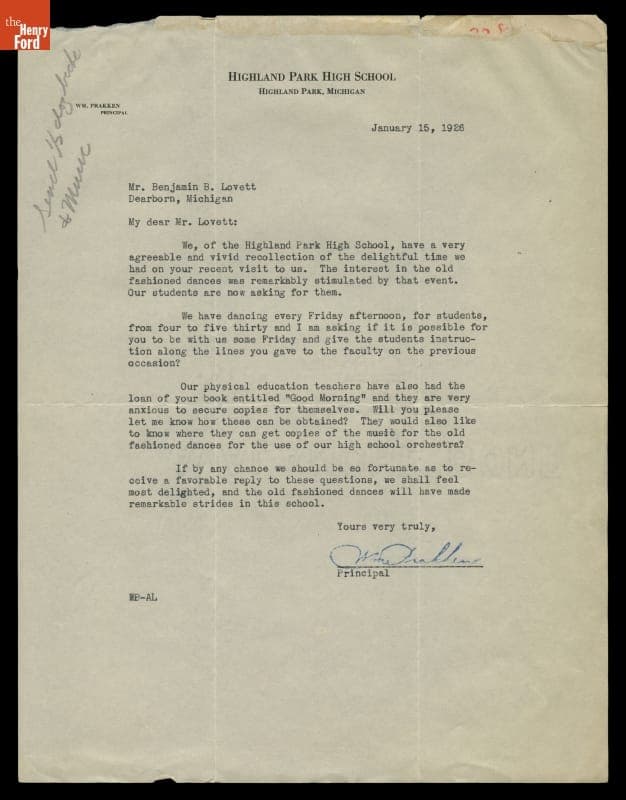 the
Henry
Ford
228
Send ½ doz
& Music
HIGHLAND PARK HIGH SCHOOL
HIGHLAND PARK, MICHIGAN
WM. PRAKKEN
PRINCIPAL
January 15, 1926
Mr. Benjamin B. Lovett
Dearborn, Michigan
My dear Mr. Lovett:
We, of the Highland Park High School, have a very
agreeable and vivid recollection of the delightful time we
had on your recent visit to us. The interest in the old
fashioned dances was remarkably stimulated by that event.
Our students are now asking for them.
We have dancing every Friday afternoon, for students,
from four to five thirty and I am asking if it is possible for
you to be with us some Friday and give the students instruc-
tion along the lines you gave to the faculty on the previous
occasion?
Our physical education teachers have also had the
loan of your book entitled "Good Morning" and they are very
anxious to secure copies for themselves. Will you please
let me know how these can be obtained? They would also like
to know where they can get copies of the music for the old
fashioned dances for the use of our high school orchestra?
If by any chance we should be so fortunate as to re-
ceive a favorable reply to these questions, we shall feel
most delighted, and the old fashioned dances will have made
remarkable strides in this school.
Yours very truly,
Wm Prakken
Principal
WP-AL